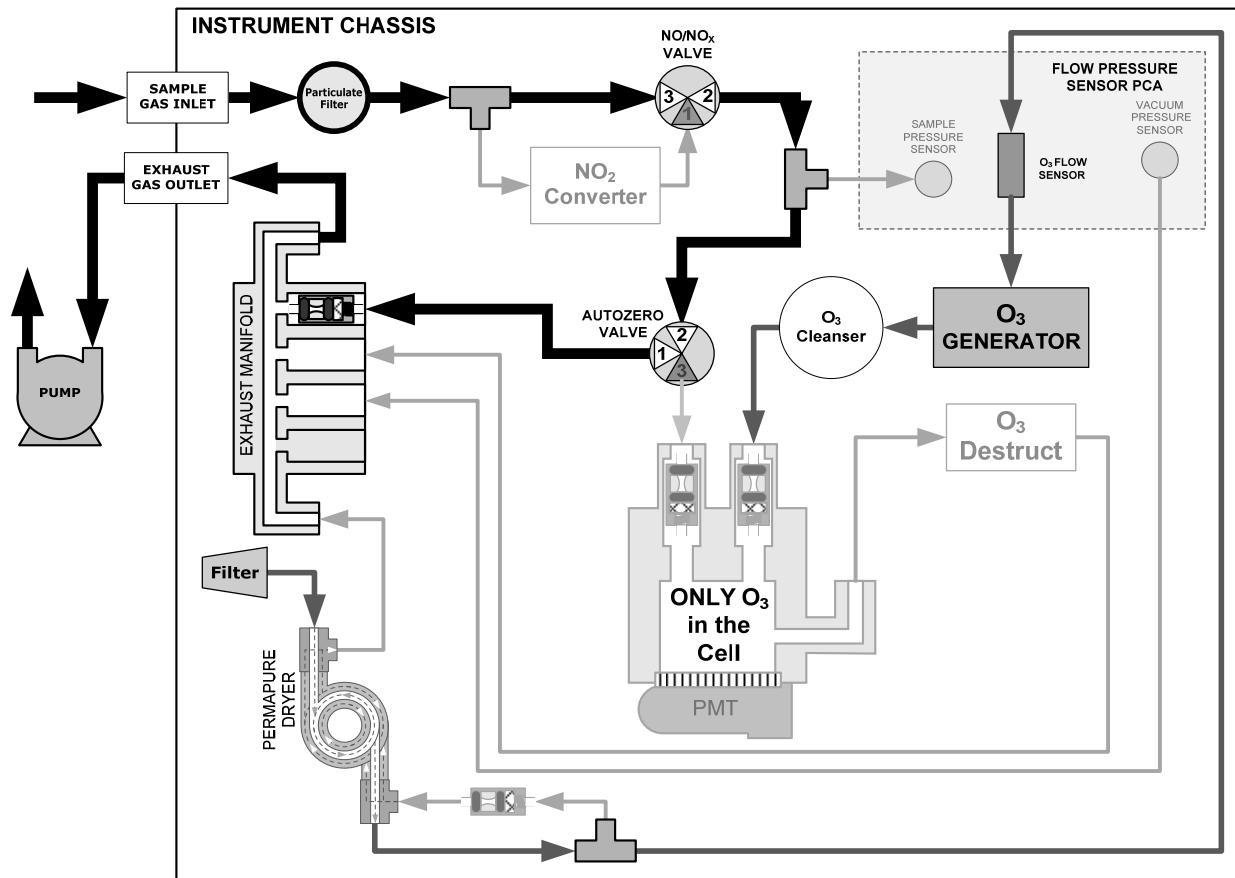 INSTRUMENT CHASSIS
SAMPLE
GAS INLET
Particulate
Filter
NO/NOX
VALVE
3
2
1
NO2
Converter
FLOW PRESSURE
SENSOR PCA
SAMPLE
PRESSURE
SENSOR
O3 FLOW
SENSOR
VACUUM
PRESSURE
SENSOR
EXHAUST
GAS OUTLET
PUMP
EXHAUST MANIFOLD
AUTOZERO
VALVE
2
1
3
O3
Cleanser
O3
GENERATOR
O3
Destruct
ONLY O3
in the
Cell
PMT
Filter
PERMAPURE
DRYER